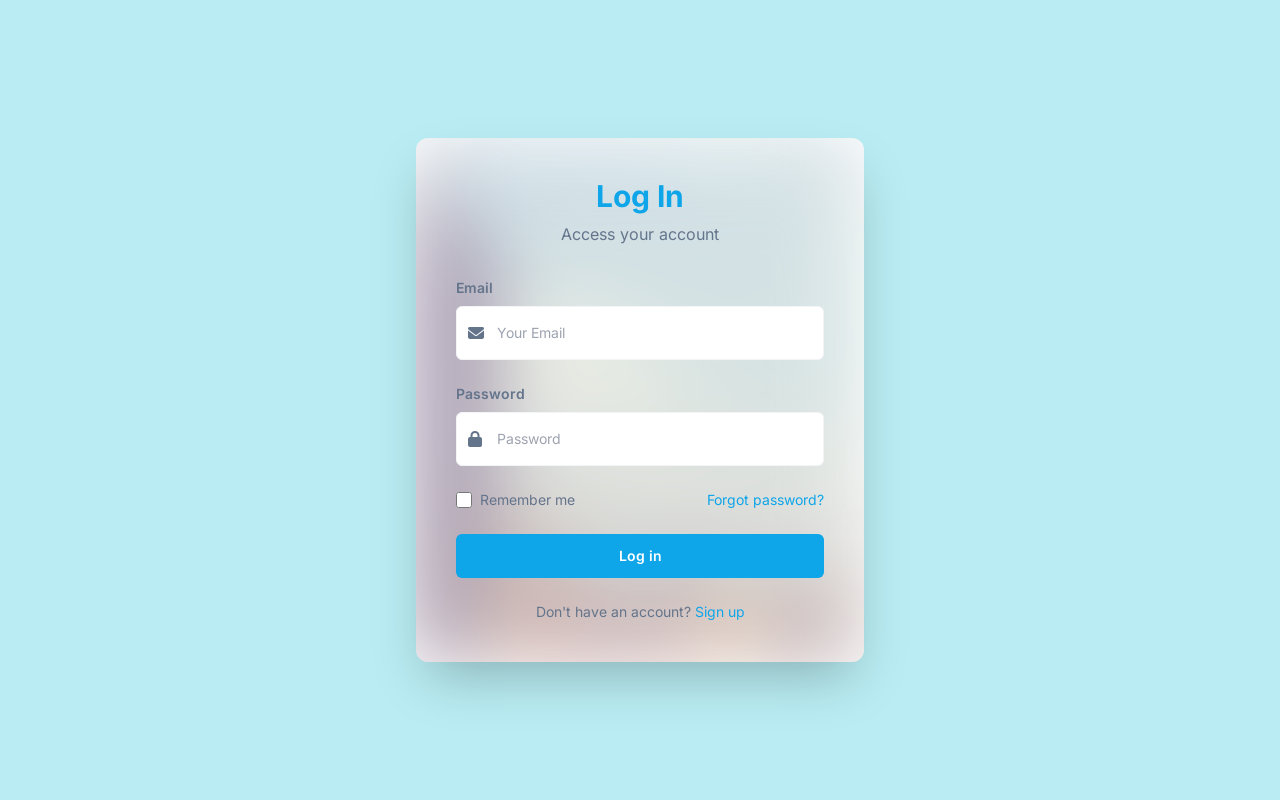 Log In
Access your account
Email
Your Email
Password
Password
Remember me Forgot password?
Log in
Don't have an account? Sign up